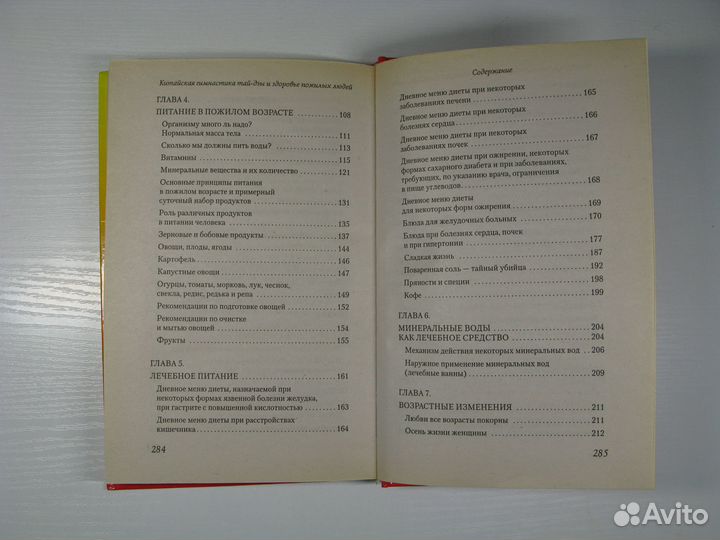 Китайская гимнастика тай-дзы и здоровье пожилых людей
ГЛАВА 4.
ПИТАНИЕ В ПОЖИЛОМ ВОЗРАСТЕ 108
Организму много ль надо?
Нормальная масса тела 111
Сколько мы должны пить воды? 113
Витамины 115
Минеральные вещества и их количество 121
Основные принципы питания
в пожилом возрасте и примерный
суточный набор продуктов 131
Роль различных продуктов
в питании человека 135
Зерновые и бобовые продукты 137
Овощи, плоды, ягоды 144
Картофель 146
Капустные овощи 147
Огурцы, томаты, морковь, лук, чеснок,
свекла, редис, редька и репа 149
Рекомендации по подготовке овощей 152
Рекомендации по очистке
и мытью овощей 154
Фрукты 155
ГЛАВА 5.
ЛЕЧЕБНОЕ ПИТАНИЕ 161
Дневное меню диеты, назначаемой при
некоторых формах язвенной болезни желудка,
при гастрите с повышенной кислотностью 163
Дневное меню диеты при расстройствах
кишечника 164
284
Содержание
Дневное меню диеты при некоторых
заболеваниях печени 165
Дневное меню диеты при некоторых
болезнях сердца 166
Дневное меню диеты при некоторых
заболеваниях почек 167
Дневное меню диеты при ожирении, некоторых
формах сахарного диабета и при заболеваниях,
требующих, по указанию врача, ограничения
в пище углеводов 168
Дневное меню диеты
для некоторых форм ожирения 169
Блюда для желудочных больных 170
Блюда при болезнях сердца, почек
и при гипертонии 177
Сладкая жизнь 187
Поваренная соль — тайный убийца 192
Пряности и специи 198
Кофе 199
ГЛАВА 6.
МИНЕРАЛЬНЫЕ ВОДЫ 204
КАК ЛЕЧЕБНОЕ СРЕДСТВО 204
Механизм действия некоторых минеральных вод 206
Наружное применение минеральных вод
(лечебные ванны) 209
ГЛАВА 7.
ВОЗРАСТНЫЕ ИЗМЕНЕНИЯ 211
Любви все возрасты покорны 211
Осень жизни женщины 212
285
Avito